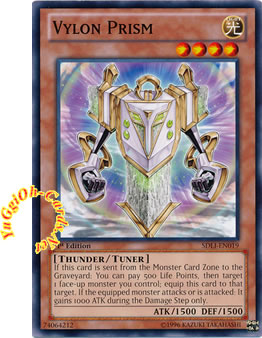 VYLON PRISM
YuGgiOh-Cards.Net
1st Edition
SDLI-EN019
[THUNDER/TUNER]
If this card is sent from the Monster Card Zone to the
Graveyard: You can pay 500 Life Points, then target
1 face-up monster you control; equip this card to that
target. If the equipped monster attacks or is attacked: It
gains 1000 ATK during the Damage Step only.
ATK/1500 DEF/1500
74064212
©1996 KAZUKI TAKAHASHI